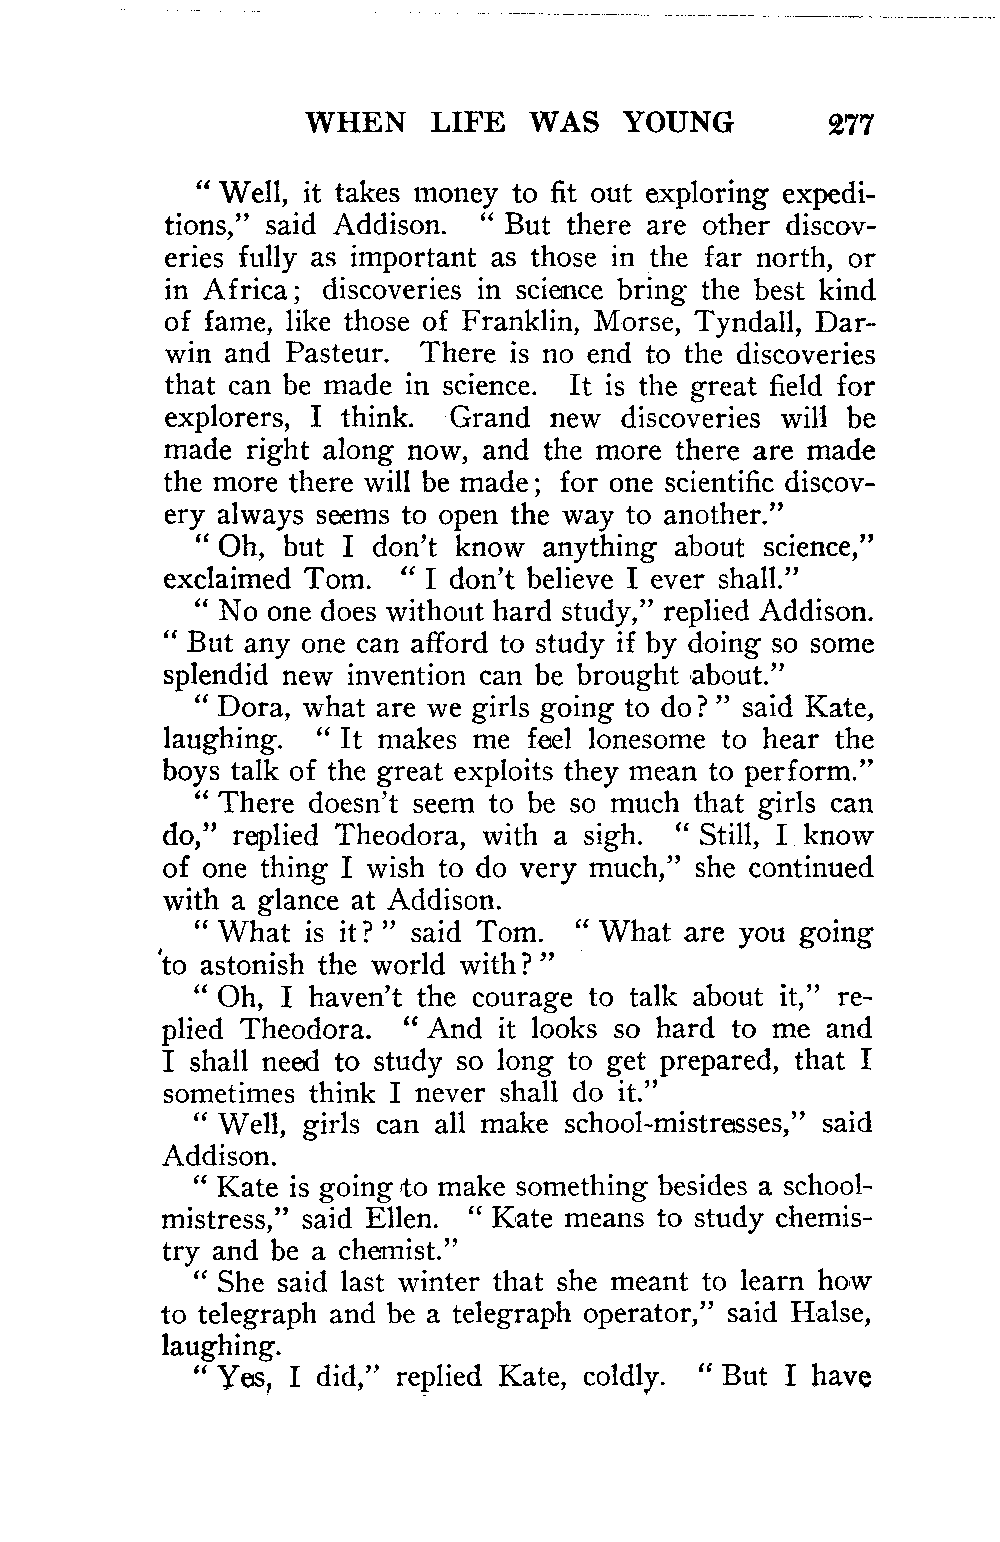 WHEN LIFE WAS YOUNG 277
“ Well, it takes money to fit out exploring expedi-
tions,” said Addison. “ But there are other discov-
eries fully as important as those in the far north, or
in Africa; discoveries in science bring the best kind
of fame, like those of Franklin, Morse, Tyndall, Dar-
win and Pasteur. There is no end to the discoveries
that can be made in science. It is the great field for
explorers, I think. Grand new discoveries will be
made right along now, and the more there are made
the more there will be made; for one scientific discov-
ery always seems to open the way to another.”
“ Oh, but I don’t know anything about science,”
exclaimed Tom. “ I don’t believe I ever shall.”
“ No one does without hard study,” replied Addison.
“ But any one can afford to study if by doing so some
splendid new invention can be brought about.”
“ Dora, what are we girls going to do? ” said Kate,
laughing. “ It makes me feel lonesome to hear the
boys talk of the great exploits they mean to perform.”
“ There doesn’t seem to be so much that girls can
do,” replied Theodora, with a sigh. “ Still, I know
of one thing I wish to do very much,” she continued
with a glance at Addison.
“ What is it? ” said Tom. “ What are you going
to astonish the world with? ”
“ Oh, I haven’t the courage to talk about it,” re-
plied Theodora. “ And it looks so hard to me and
I shall need to study so long to get prepared, that I
sometimes think I never shall do it.”
“ Well, girls can all make school-mistresses,” said
Addison.
“ Kate is going to make something besides a school-
mistress,” said Ellen. “ Kate means to study chemis-
try and be a chemist.”
“ She said last winter that she meant to learn how
to telegraph and be a telegraph operator,” said Halse,
laughing.
“ Yes, I did,” replied Kate, coldly. “ But I have